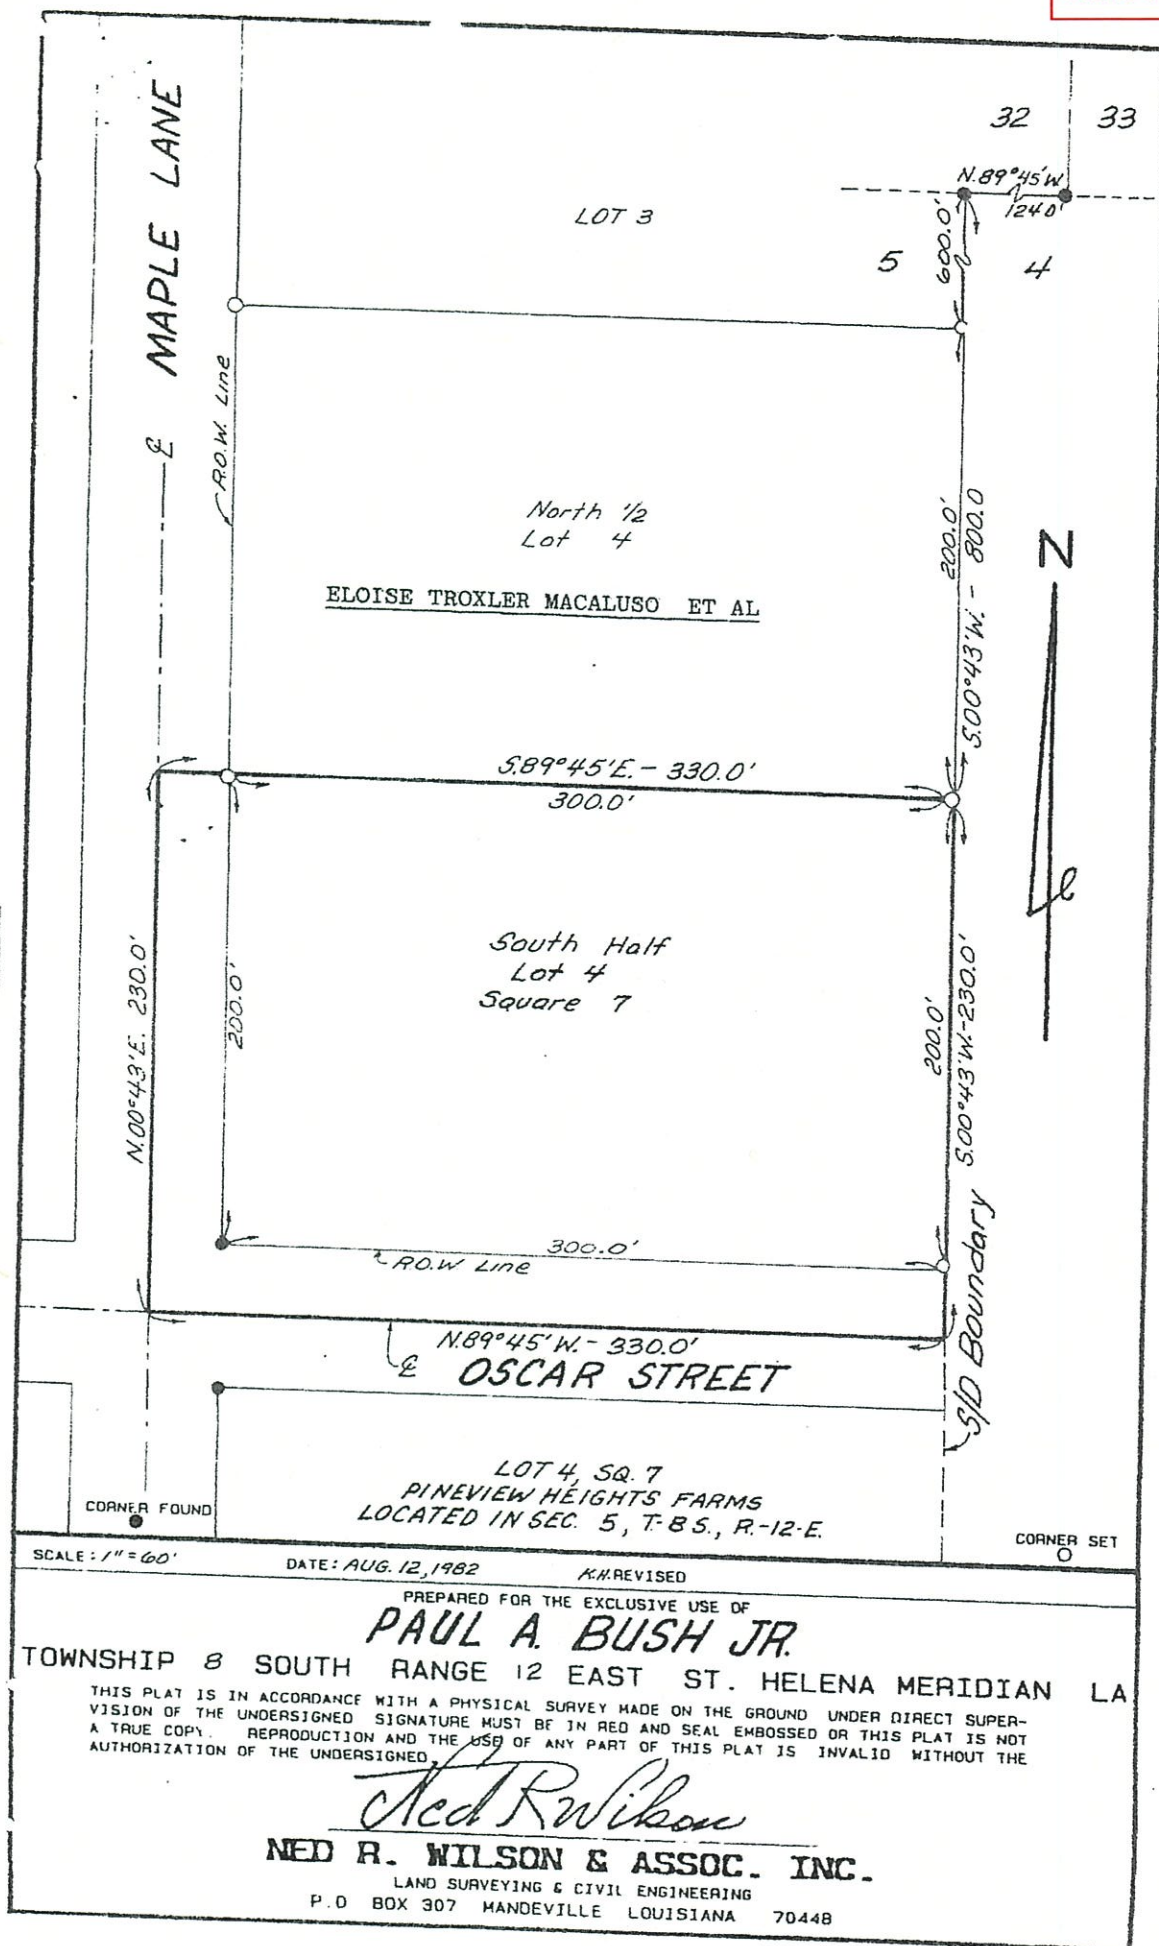 32 33
N.89°45'W
1240'
MAPLE LANE
LOT 3
600.0'
5 4
R.O.W. Line
North 1/2
Lot 4
ELOISE TROXLER MACALUSO ET AL
200.0'
S.00°43'W. - 800.0
N
S.89°45'E. - 330.0'
300.0'
South Half
Lot 4
Square 7
N.00°43'E. 230.0'
200.0'
200.0'
S.00°43'W.-230.0'
300.0'
R.O.W Line
N.89°45'W. - 330.0'
OSCAR STREET
S/D Boundary
LOT 4, SQ. 7
PINEVIEW HEIGHTS FARMS
LOCATED IN SEC. 5, T-8S., R.-12-E.
CORNER FOUND
CORNER SET
SCALE: 1"=60' DATE: AUG. 12, 1982 REVISED
PREPARED FOR THE EXCLUSIVE USE OF
PAUL A. BUSH JR.
TOWNSHIP 8 SOUTH RANGE 12 EAST ST. HELENA MERIDIAN LA
THIS PLAT IS IN ACCORDANCE WITH A PHYSICAL SURVEY MADE ON THE GROUND UNDER DIRECT SUPER-
VISION OF THE UNDERSIGNED SIGNATURE MUST BE IN RED AND SEAL EMBOSSED OR THIS PLAT IS NOT
A TRUE COPY. REPRODUCTION AND THE USE OF ANY PART OF THIS PLAT IS INVALID WITHOUT THE
AUTHORIZATION OF THE UNDERSIGNED.
Ned R Wilson
NED R. WILSON & ASSOC. INC.
LAND SURVEYING & CIVIL ENGINEERING
P.O BOX 307 MANDEVILLE LOUISIANA 70448